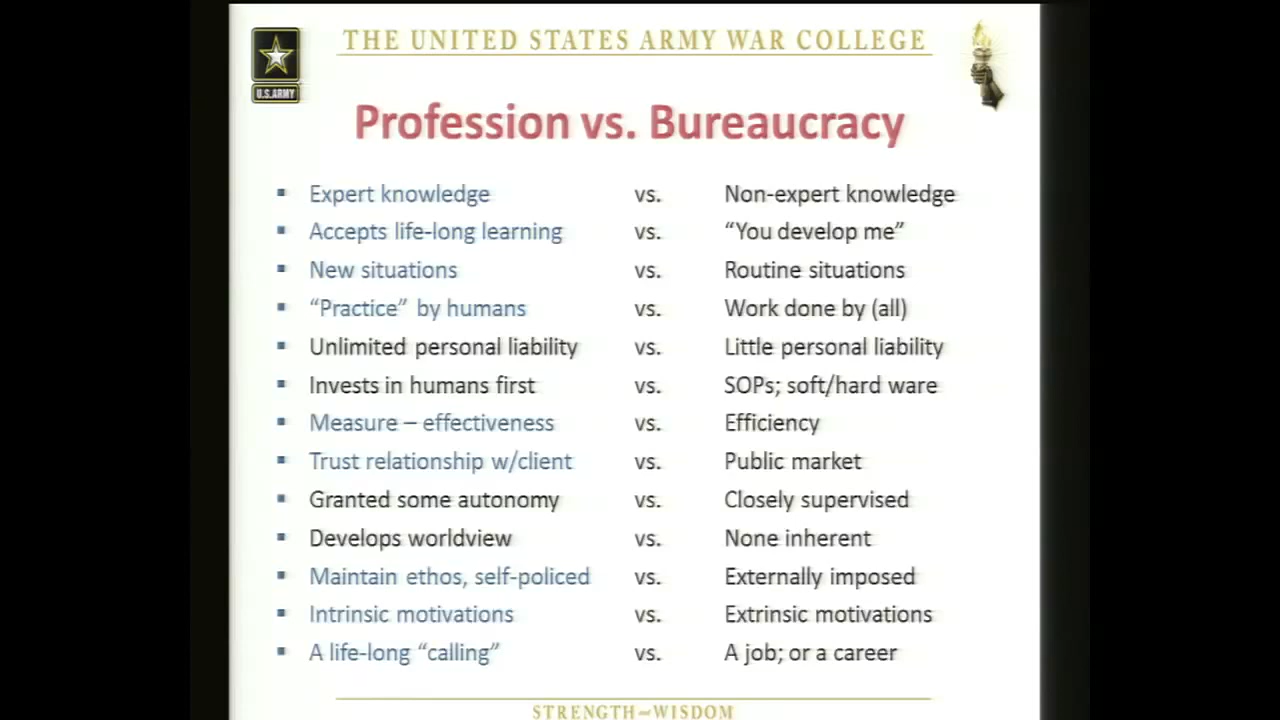 THE UNITED STATES ARMY WAR COLLEGE
U.S.ARMY
Profession vs. Bureaucracy
▪ Expert knowledge vs. Non-expert knowledge
▪ Accepts life-long learning vs. “You develop me”
▪ New situations vs. Routine situations
▪ “Practice” by humans vs. Work done by (all)
▪ Unlimited personal liability vs. Little personal liability
▪ Invests in humans first vs. SOPs; soft/hard ware
▪ Measure – effectiveness vs. Efficiency
▪ Trust relationship w/client vs. Public market
▪ Granted some autonomy vs. Closely supervised
▪ Develops worldview vs. None inherent
▪ Maintain ethos, self-policed vs. Externally imposed
▪ Intrinsic motivations vs. Extrinsic motivations
▪ A life-long “calling” vs. A job; or a career
STRENGTH and WISDOM